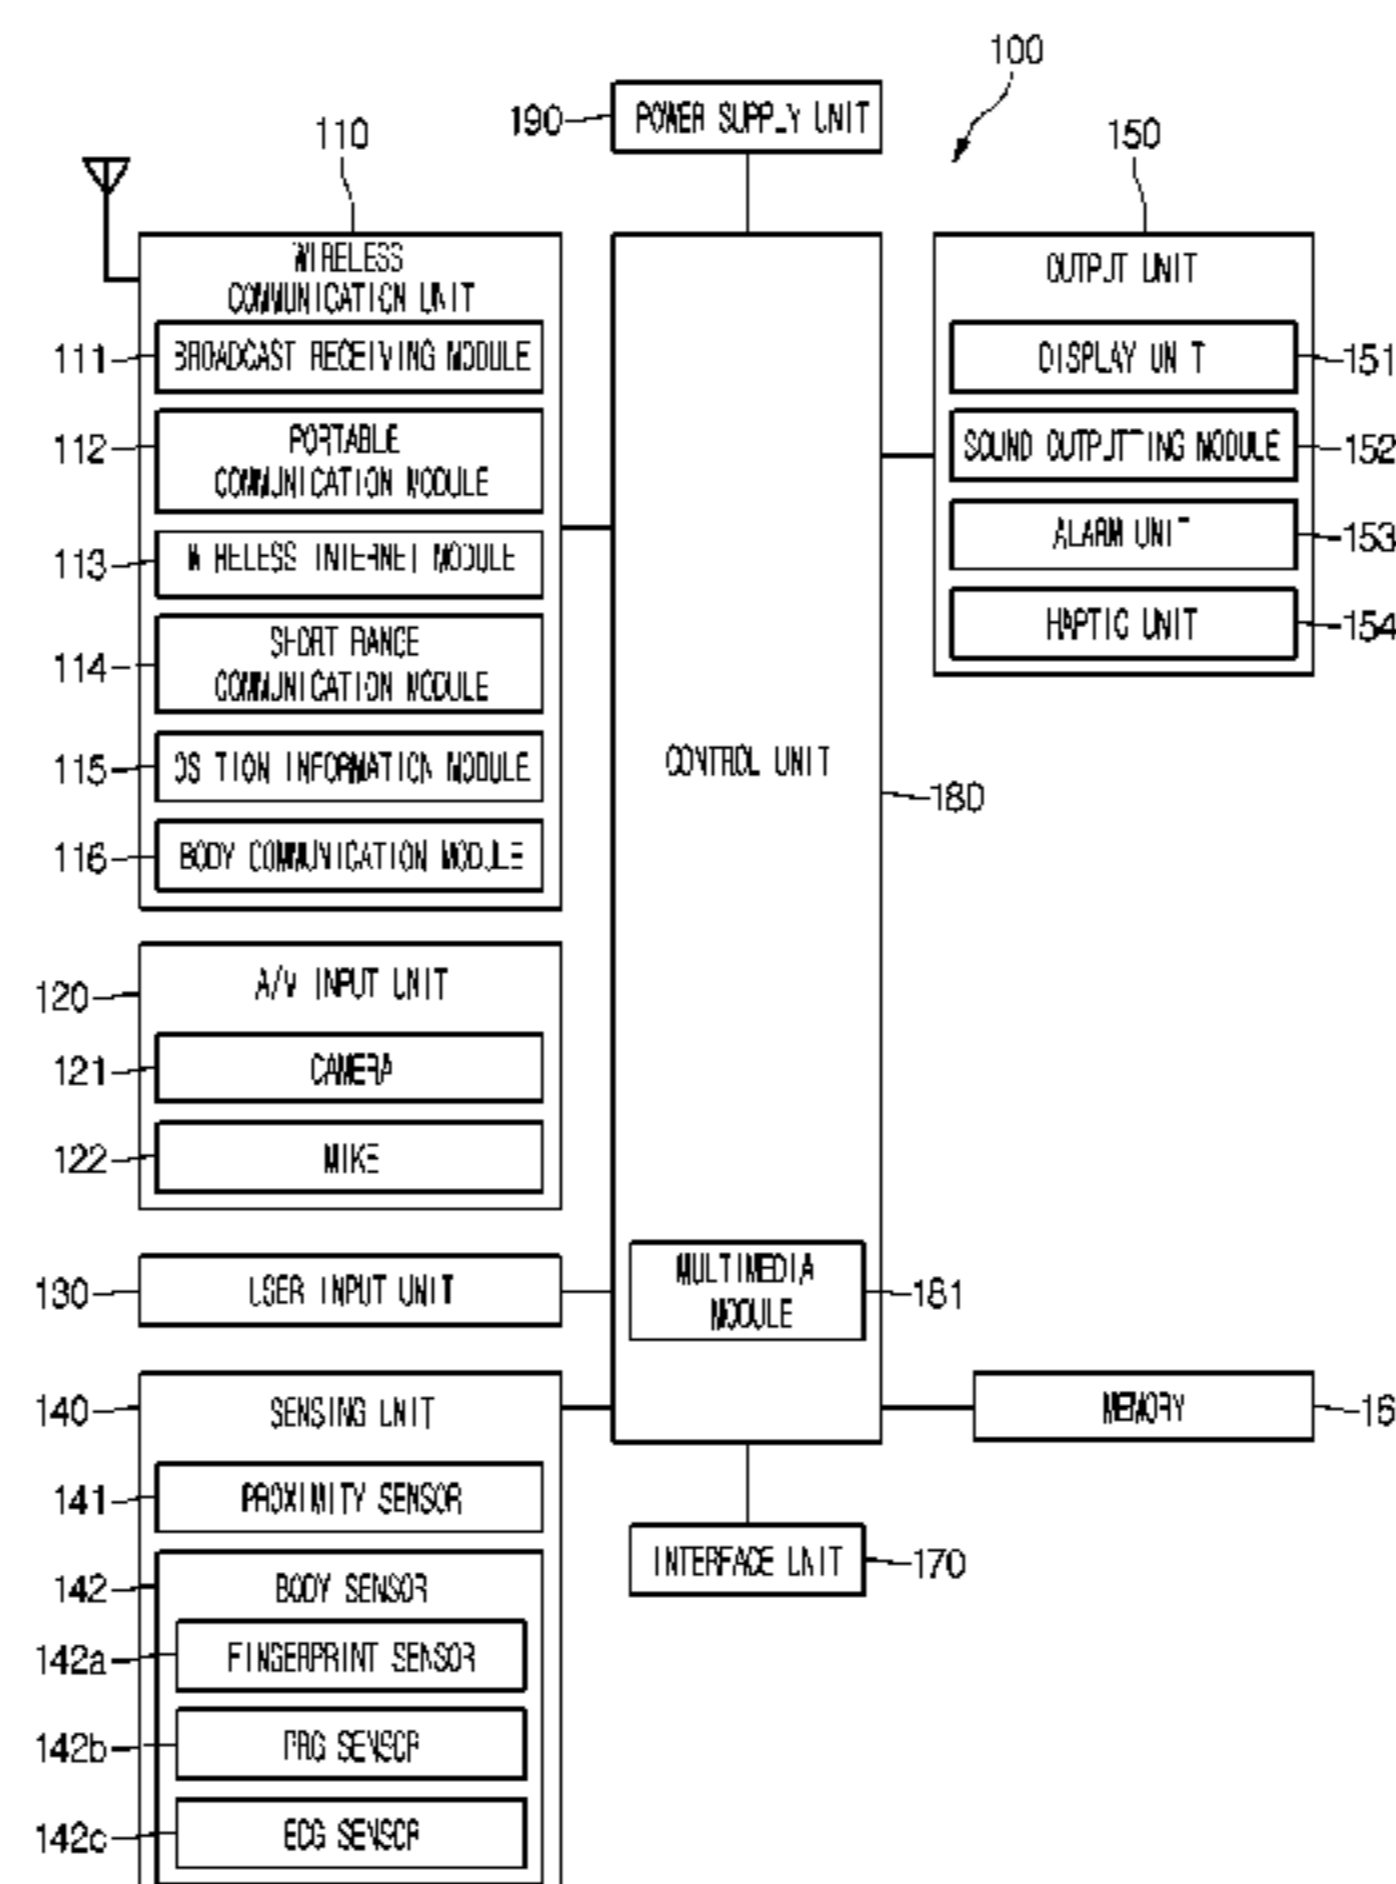 100
190 POWER SUPPLY UNIT
110
150
WIRELESS
COMMUNICATION UNIT
111 BROADCAST RECEIVING MODULE
112 PORTABLE
COMMUNICATION MODULE
113 WIRELESS INTERNET MODULE
114 SHORT RANGE
COMMUNICATION MODULE
115 OSITION INFORMATION MODULE
116 BODY COMMUNICATION MODULE
120 A/V INPUT UNIT
121 CAMERA
122 MIKE
130 USER INPUT UNIT
140 SENSING UNIT
141 PROXIMITY SENSOR
142 BODY SENSOR
142a FINGERPRINT SENSOR
142b PRG SENSOR
142c ECG SENSOR
CONTROL UNIT
180
MULTIMEDIA
MODULE
181
INTERFACE UNIT 170
OUTPUT UNIT
DISPLAY UNIT 151
SOUND OUTPUTTING MODULE 152
ALARM UNIT 153
HAPTIC UNIT 154
MEMORY 16